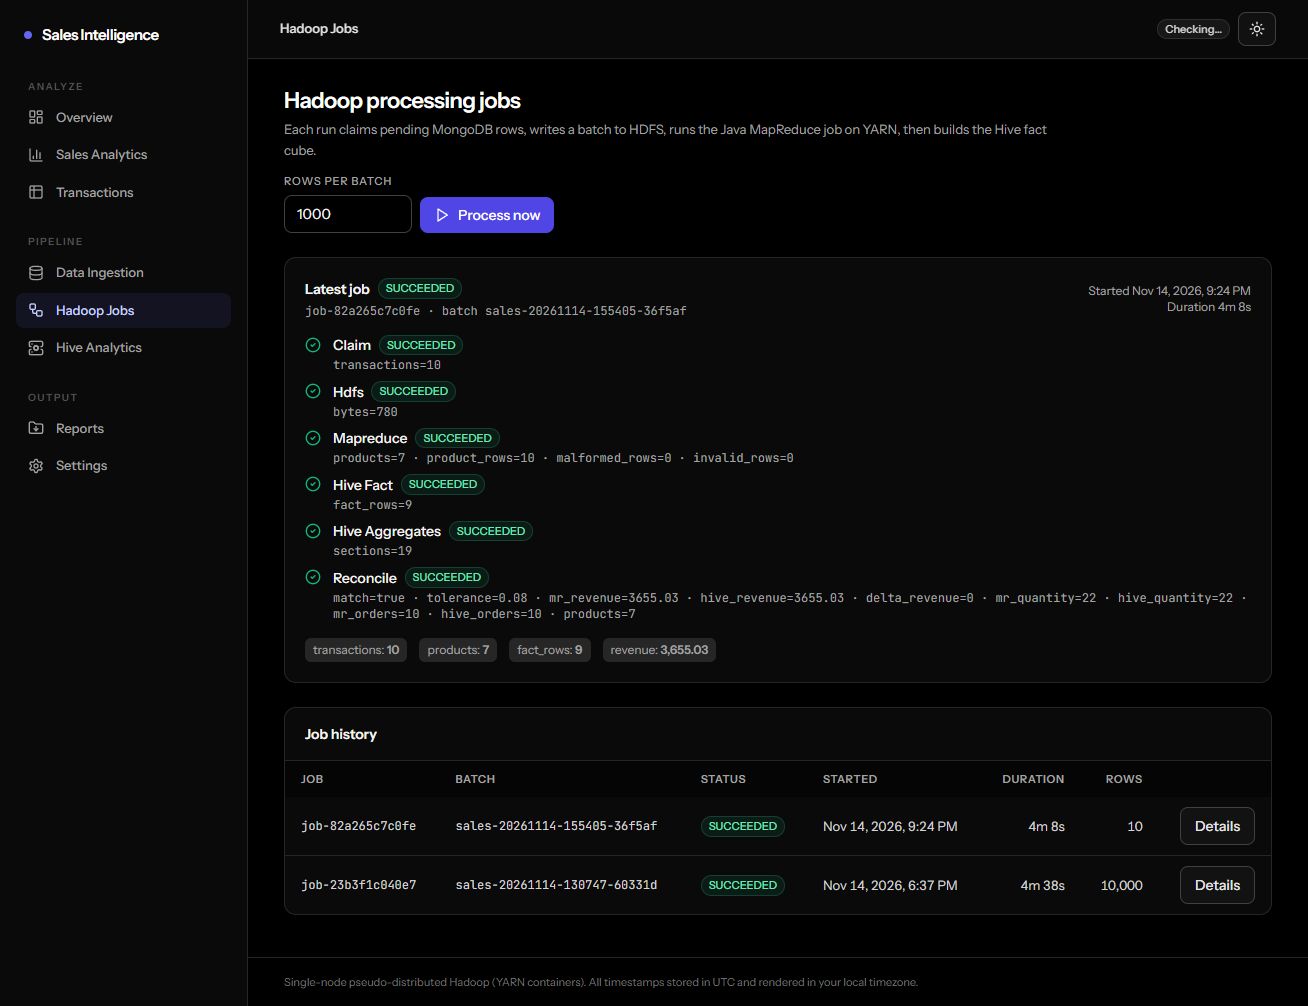 Sales Intelligence
ANALYZE
Overview
Sales Analytics
Transactions
PIPELINE
Data Ingestion
Hadoop Jobs
Hive Analytics
OUTPUT
Reports
Settings
Hadoop Jobs
Checking...
Hadoop processing jobs
Each run claims pending MongoDB rows, writes a batch to HDFS, runs the Java MapReduce job on YARN, then builds the Hive fact
cube.
ROWS PER BATCH
1000
Process now
Latest job SUCCEEDED
job-82a265c7c0fe · batch sales-20261114-155405-36f5af
Started Nov 14, 2026, 9:24 PM
Duration 4m 8s
Claim SUCCEEDED
transactions=10
Hdfs SUCCEEDED
bytes=780
Mapreduce SUCCEEDED
products=7 · product_rows=10 · malformed_rows=0 · invalid_rows=0
Hive Fact SUCCEEDED
fact_rows=9
Hive Aggregates SUCCEEDED
sections=19
Reconcile SUCCEEDED
match=true · tolerance=0.08 · mr_revenue=3655.03 · hive_revenue=3655.03 · delta_revenue=0 · mr_quantity=22 · hive_quantity=22 ·
mr_orders=10 · hive_orders=10 · products=7
transactions: 10 products: 7 fact_rows: 9 revenue: 3,655.03
Job history
JOB BATCH STATUS STARTED DURATION ROWS
job-82a265c7c0fe sales-20261114-155405-36f5af SUCCEEDED Nov 14, 2026, 9:24 PM 4m 8s 10 Details
job-23b3f1c040e7 sales-20261114-130747-60331d SUCCEEDED Nov 14, 2026, 6:37 PM 4m 38s 10,000 Details
Single-node pseudo-distributed Hadoop (YARN containers). All timestamps stored in UTC and rendered in your local timezone.